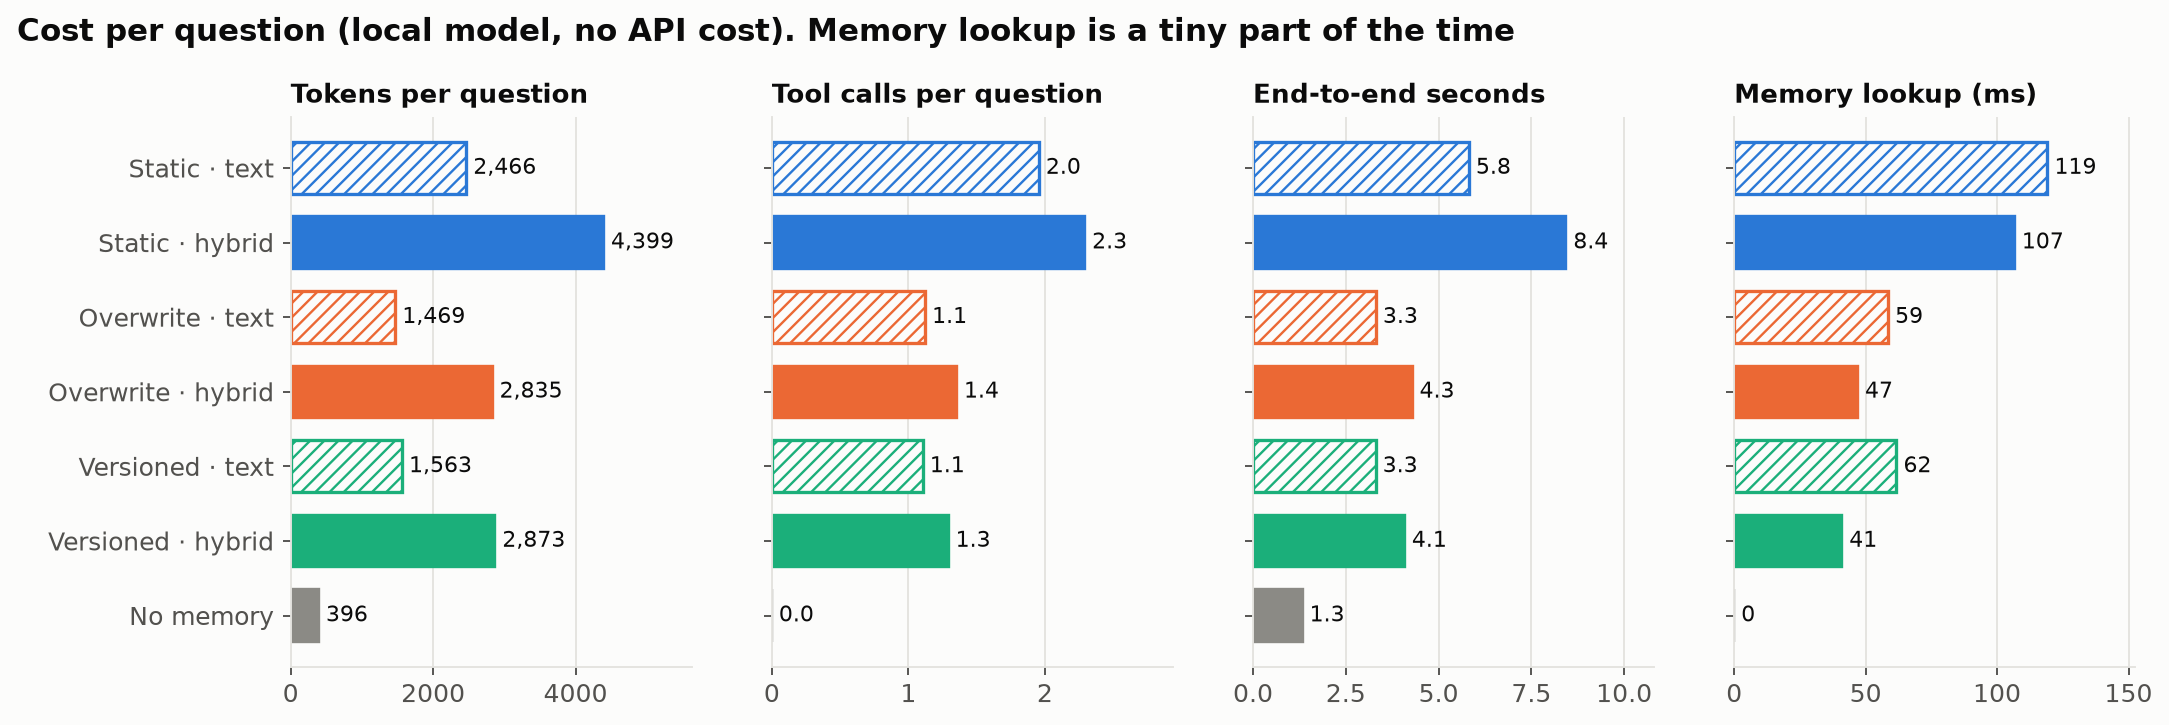 Cost per question (local model, no API cost). Memory lookup is a tiny part of the time
Tokens per question
Tool calls per question
End-to-end seconds
Memory lookup (ms)
Static · text
2,466
2.0
5.8
119
Static · hybrid
4,399
2.3
8.4
107
Overwrite · text
1,469
1.1
3.3
59
Overwrite · hybrid
2,835
1.4
4.3
47
Versioned · text
1,563
1.1
3.3
62
Versioned · hybrid
2,873
1.3
4.1
41
No memory
396
0.0
1.3
0
0 2000 4000
0 1 2
0.0 2.5 5.0 7.5 10.0
0 50 100 150